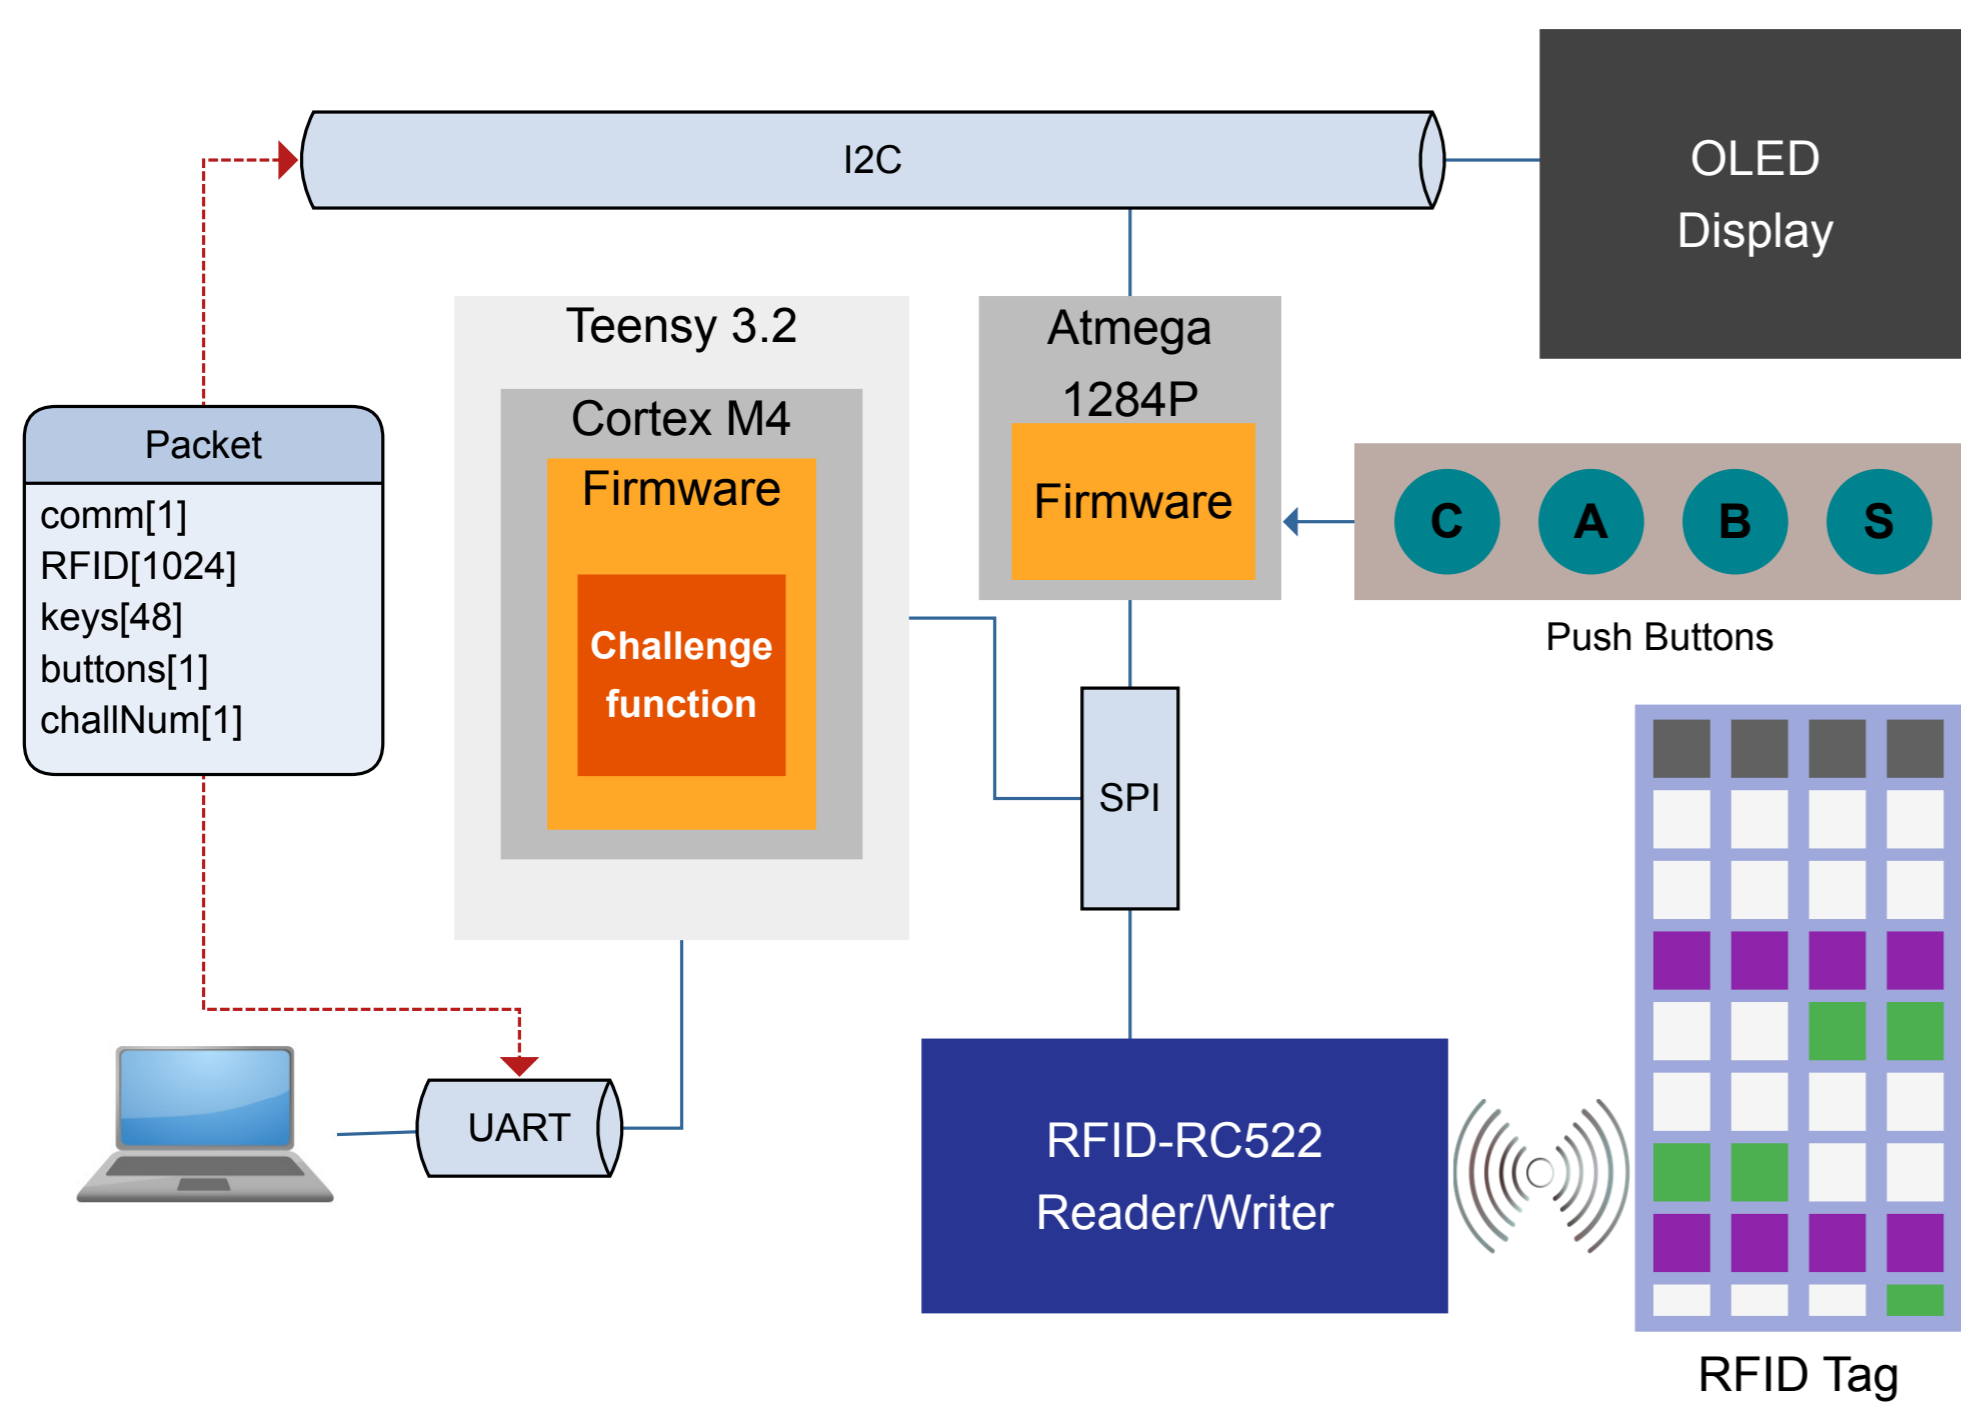 I2C
OLED
Display
Teensy 3.2
Cortex M4
Firmware
Challenge
function
Atmega
1284P
Firmware
Packet
comm[1]
RFID[1024]
keys[48]
buttons[1]
challNum[1]
C A B S
Push Buttons
SPI
UART
RFID-RC522
Reader/Writer
RFID Tag